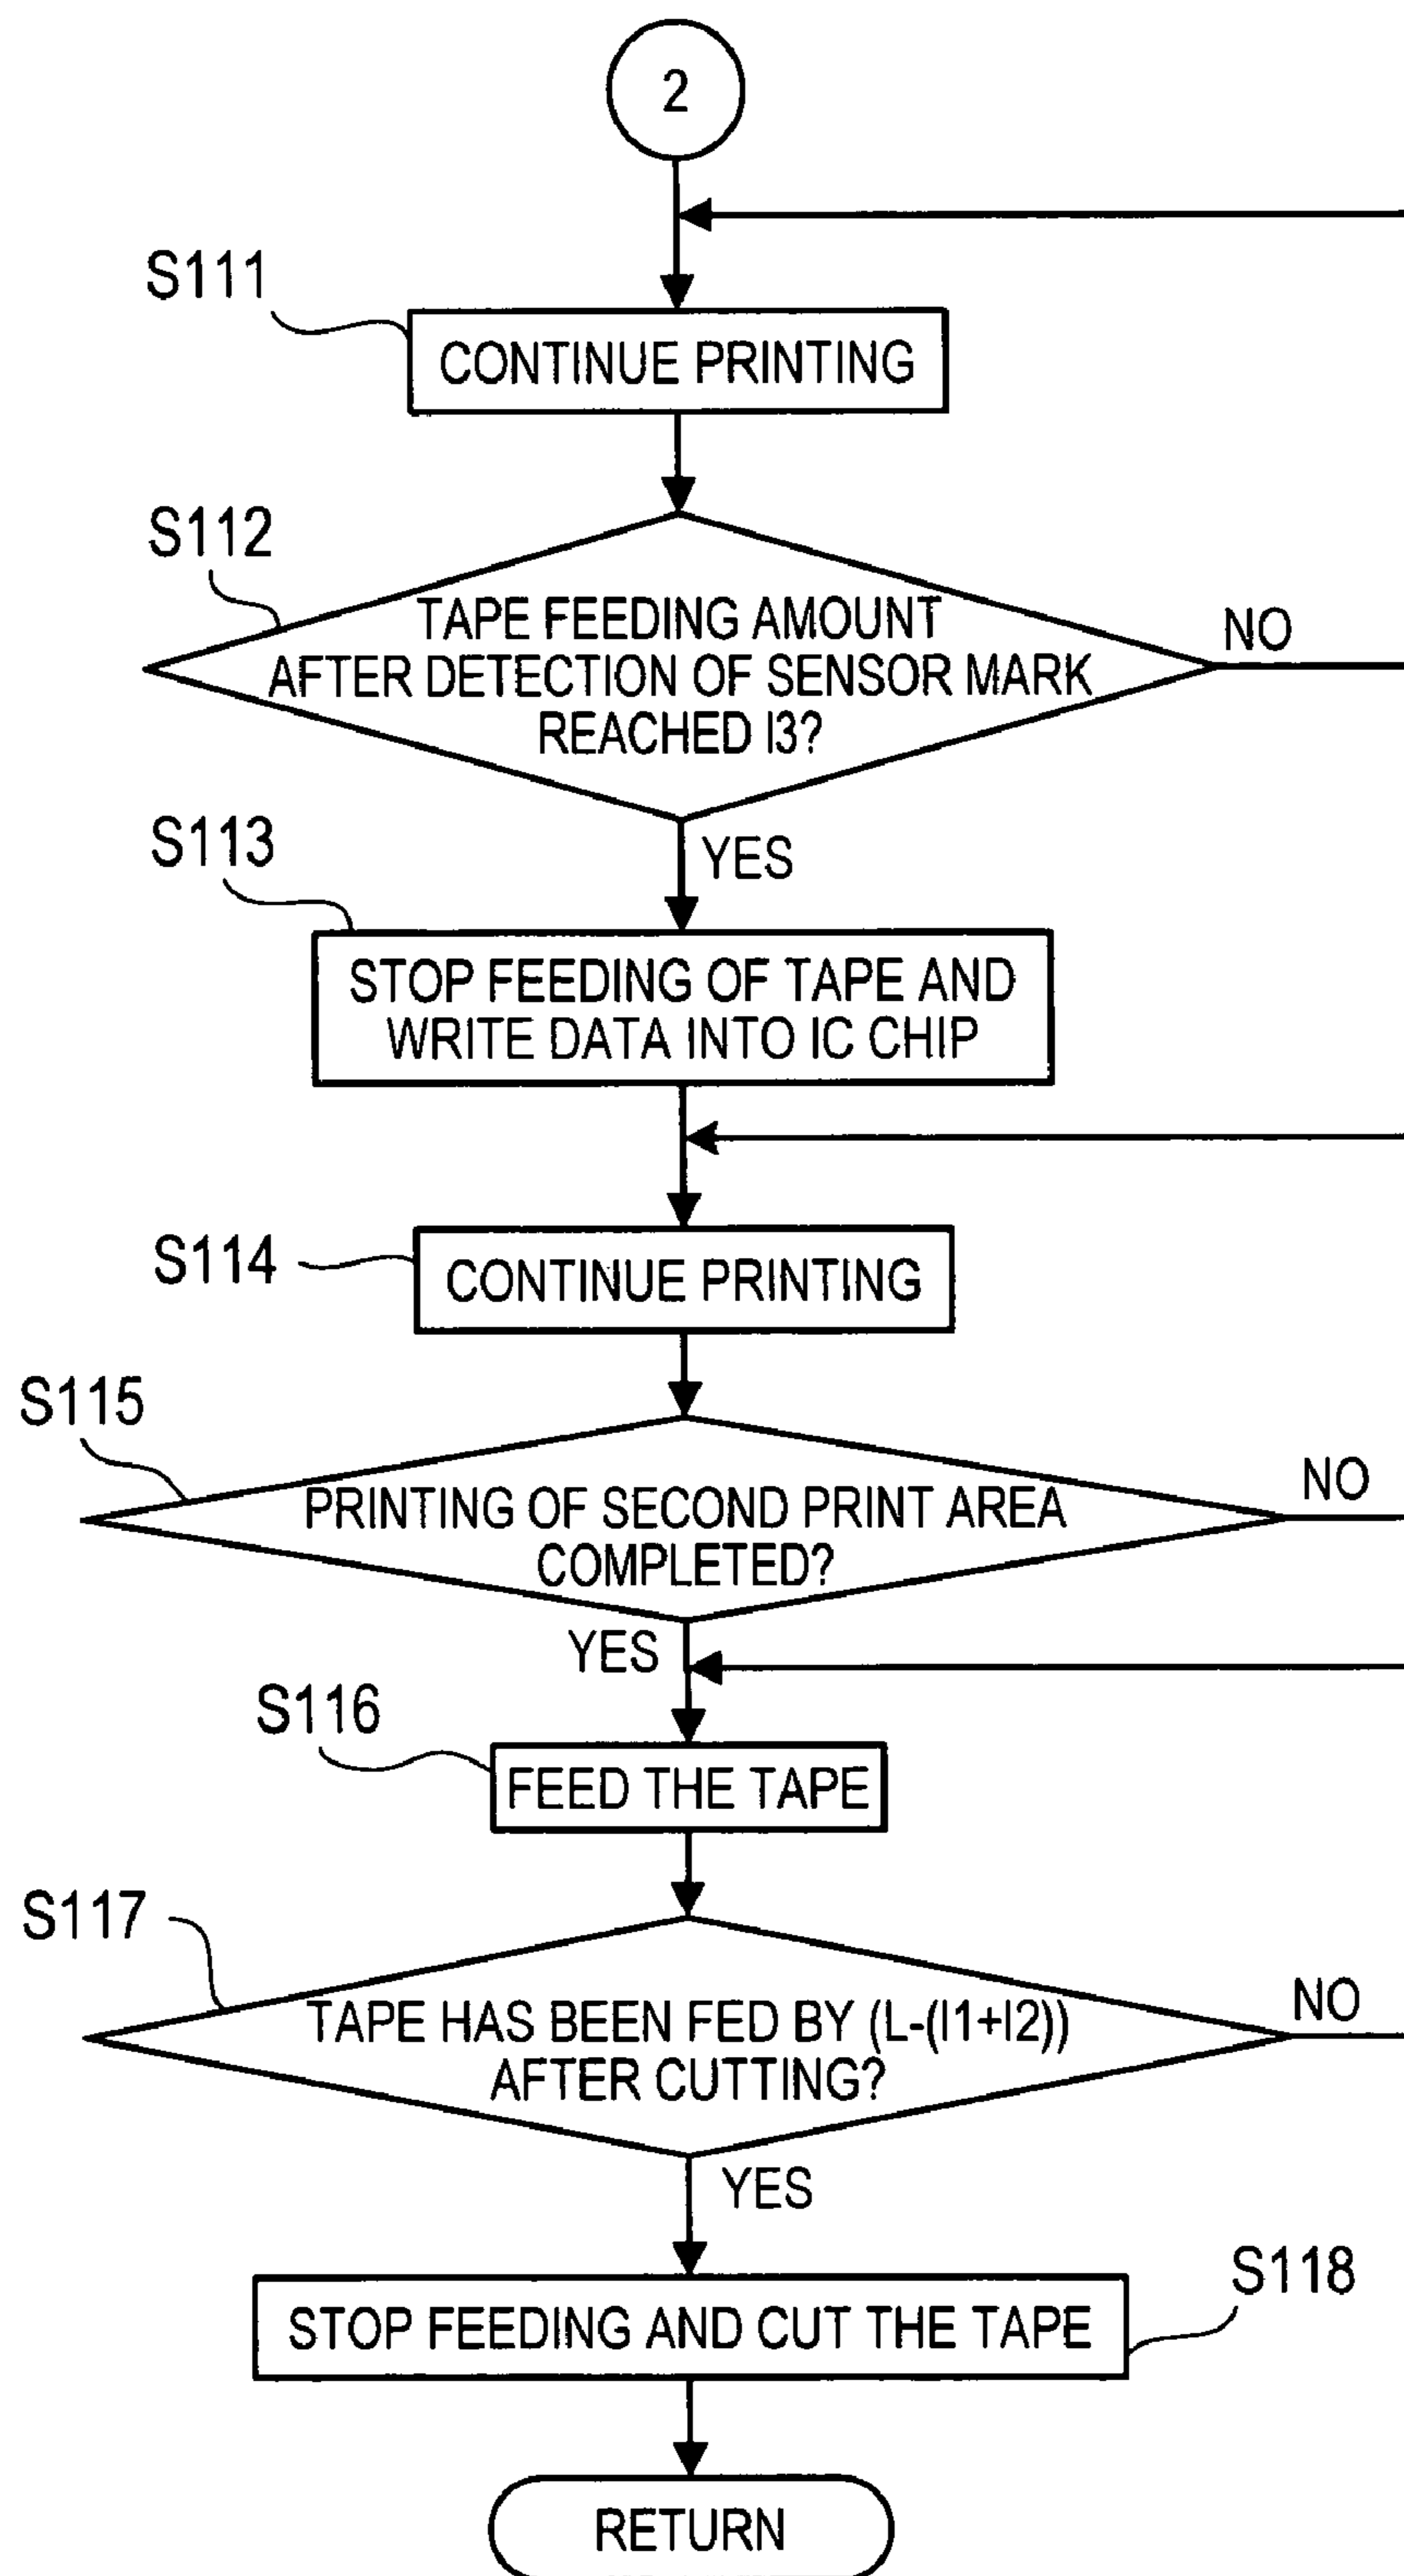 2
S111
CONTINUE PRINTING
S112
TAPE FEEDING AMOUNT
AFTER DETECTION OF SENSOR MARK
REACHED l3?
NO
YES
S113
STOP FEEDING OF TAPE AND
WRITE DATA INTO IC CHIP
S114
CONTINUE PRINTING
S115
PRINTING OF SECOND PRINT AREA
COMPLETED?
NO
YES
S116
FEED THE TAPE
S117
TAPE HAS BEEN FED BY (L-(l1+l2))
AFTER CUTTING?
NO
YES
S118
STOP FEEDING AND CUT THE TAPE
RETURN